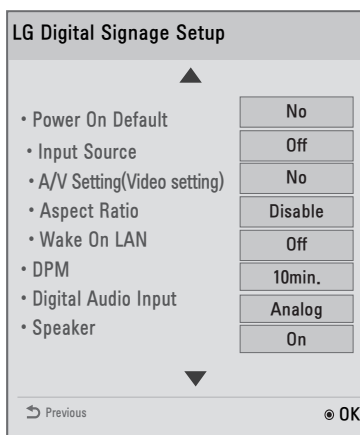 LG Digital Signage Setup
• Power On Default No
• Input Source Off
• A/V Setting(Video setting) No
• Aspect Ratio Disable
• Wake On LAN Off
• DPM 10min.
• Digital Audio Input Analog
• Speaker On
Previous OK